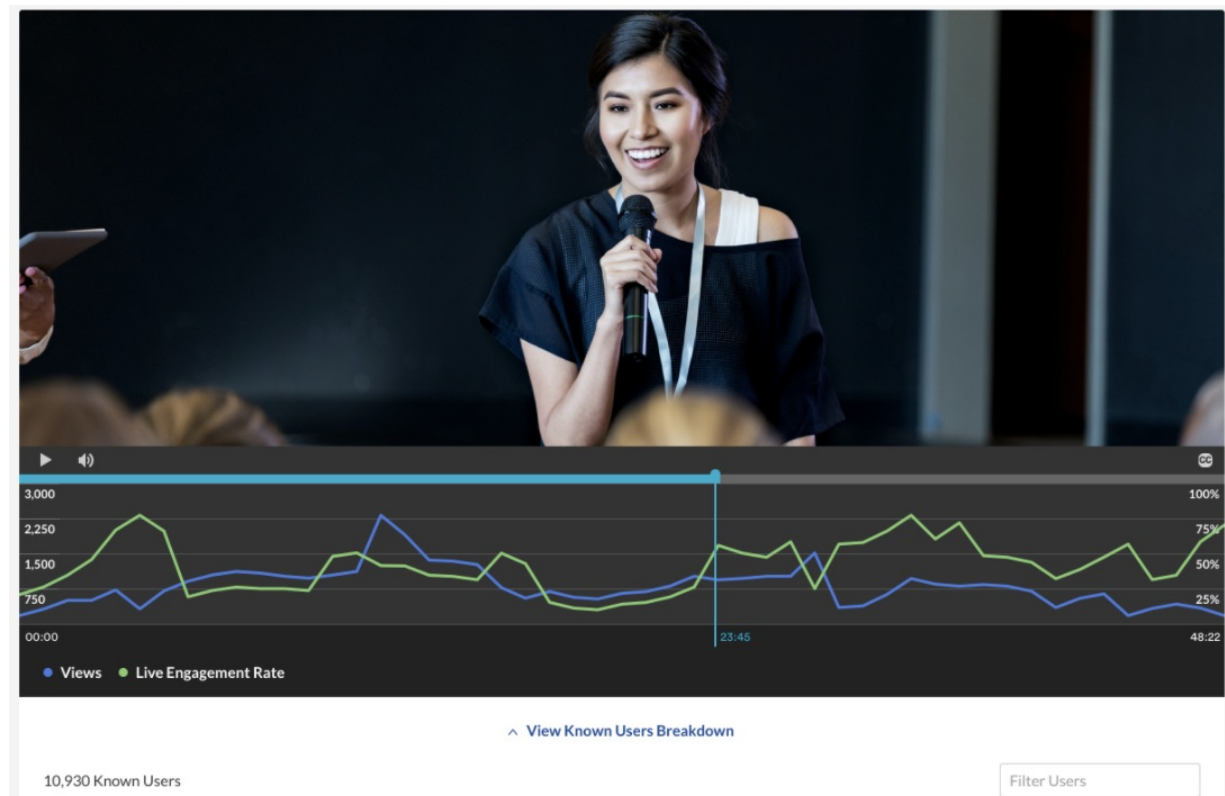 CC
3,000 100%
2,250 75%
1,500 50%
750 25%
00:00 23:45 48:22
Views Live Engagement Rate
View Known Users Breakdown
10,930 Known Users Filter Users